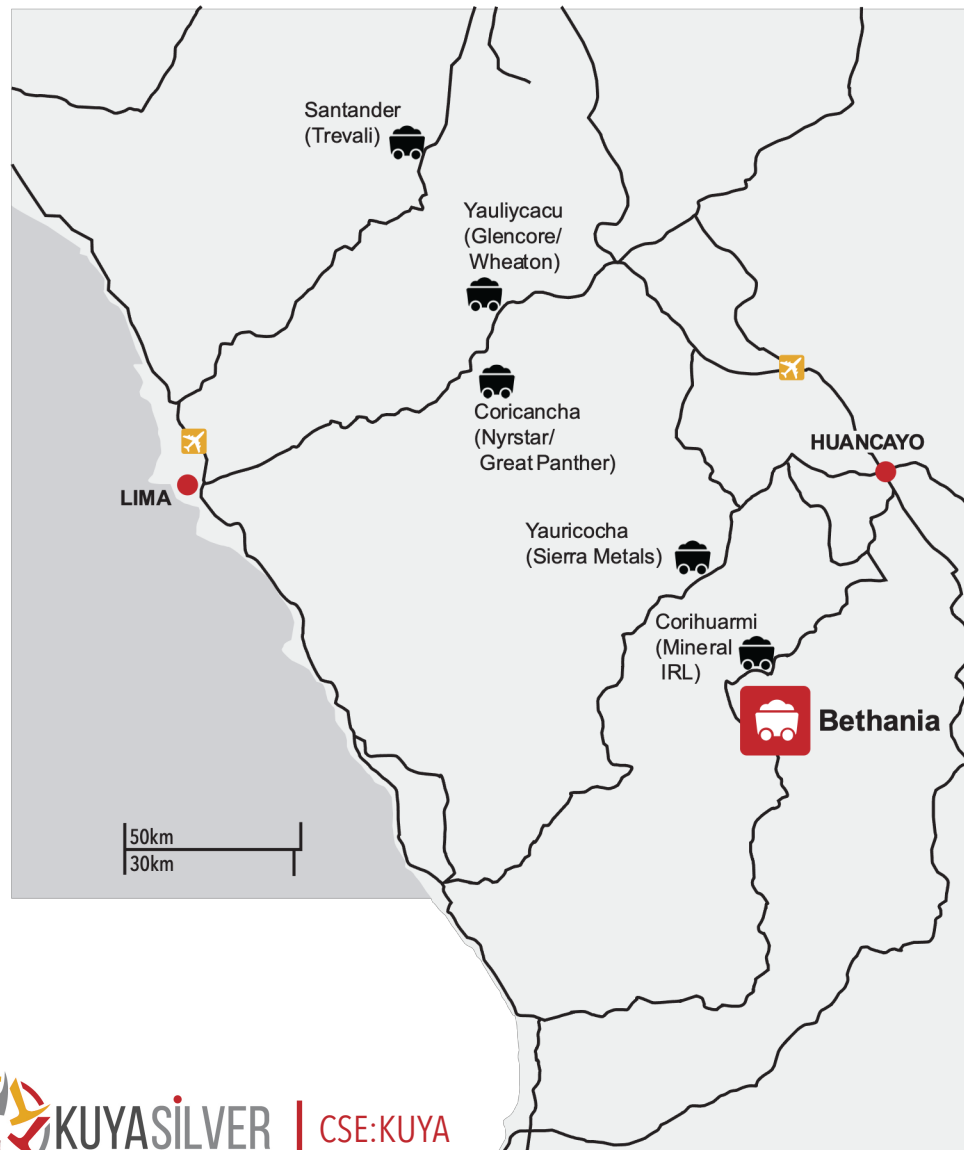 Santander
(Trevali)
Yauliycacu
(Glencore/
Wheaton)
Coricancha
(Nyrstar/
Great Panther)
HUANCAYO
LIMA
Yauricocha
(Sierra Metals)
Corihuarmi
(Mineral
IRL)
Bethania
50km
30km
KUYASILVER | CSE:KUYA